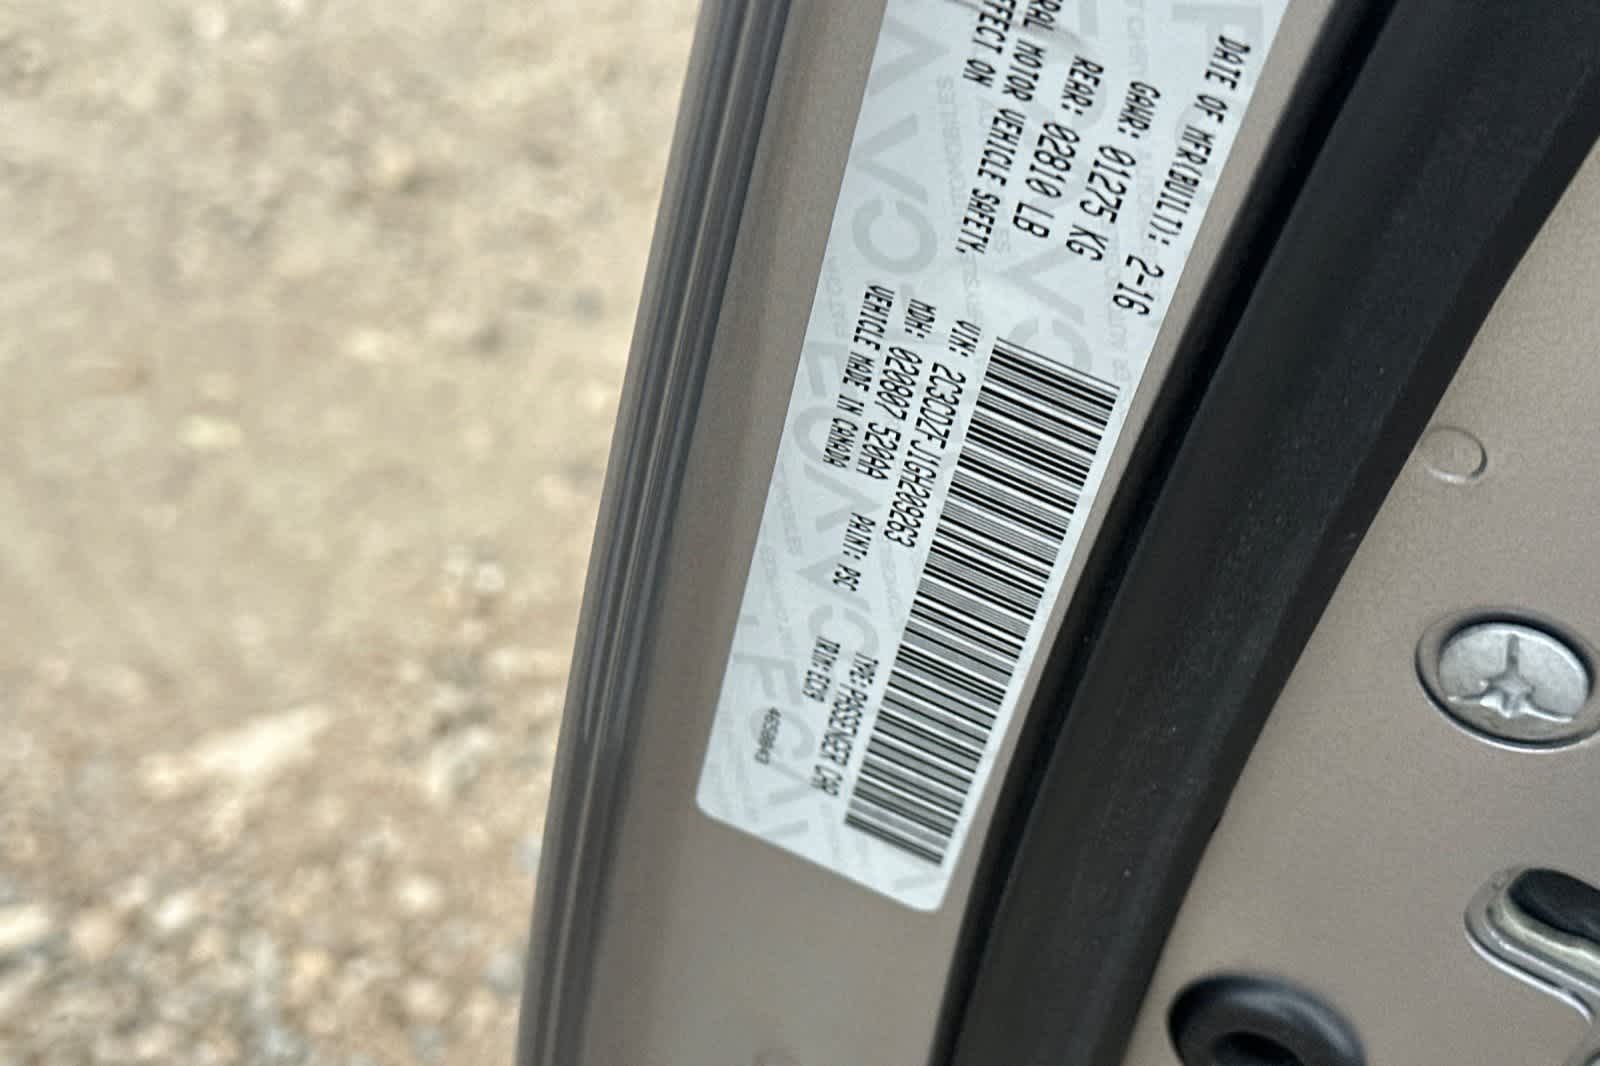 DATE OF MFR(BUILT): 2-16
GAWR: 01275 KG
REAR: 02810 LB
MOTOR VEHICLE SAFETY,
EFFECT ON
VIN: 2C3CDZFJ1GH209263 TYPE: PASSENGER CAR
MDH: 020807 520AA PAINT: PSC TRIM:
VEHICLE MADE IN CANADA